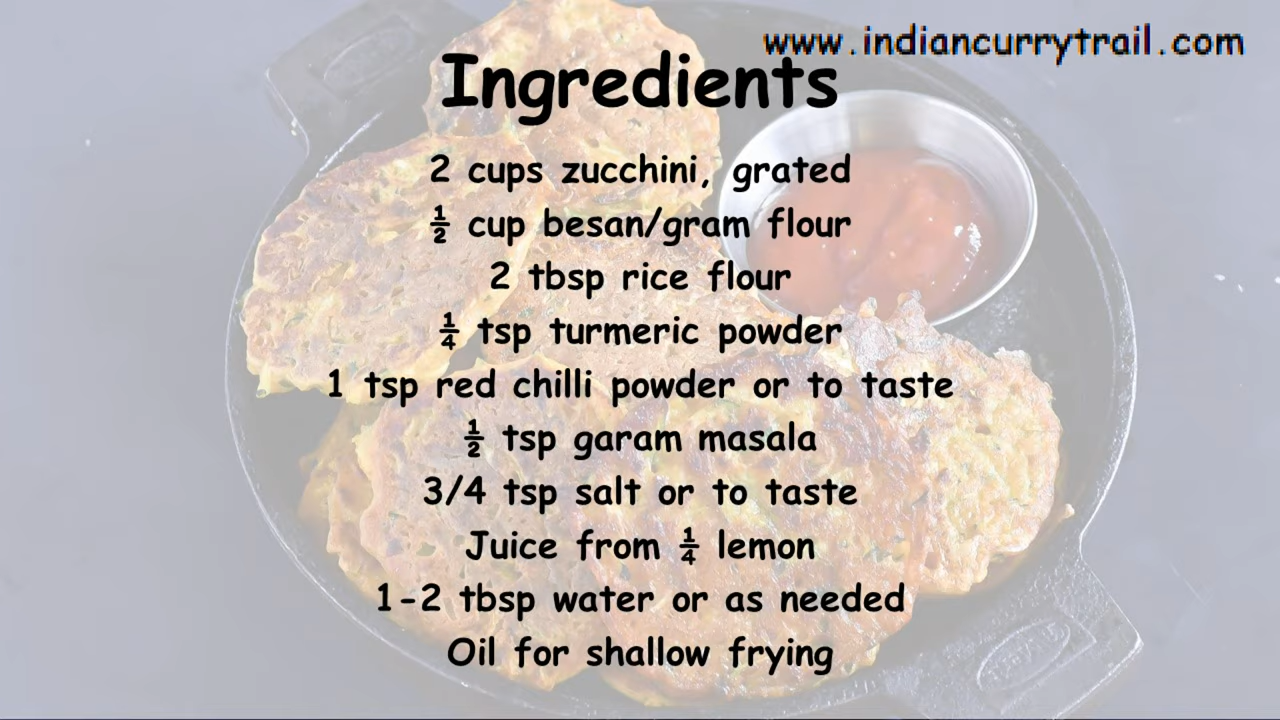 www.indiancurrytrail.com
Ingredients
2 cups zucchini, grated
½ cup besan/gram flour
2 tbsp rice flour
¼ tsp turmeric powder
1 tsp red chilli powder or to taste
½ tsp garam masala
3/4 tsp salt or to taste
Juice from ¼ lemon
1-2 tbsp water or as needed
Oil for shallow frying